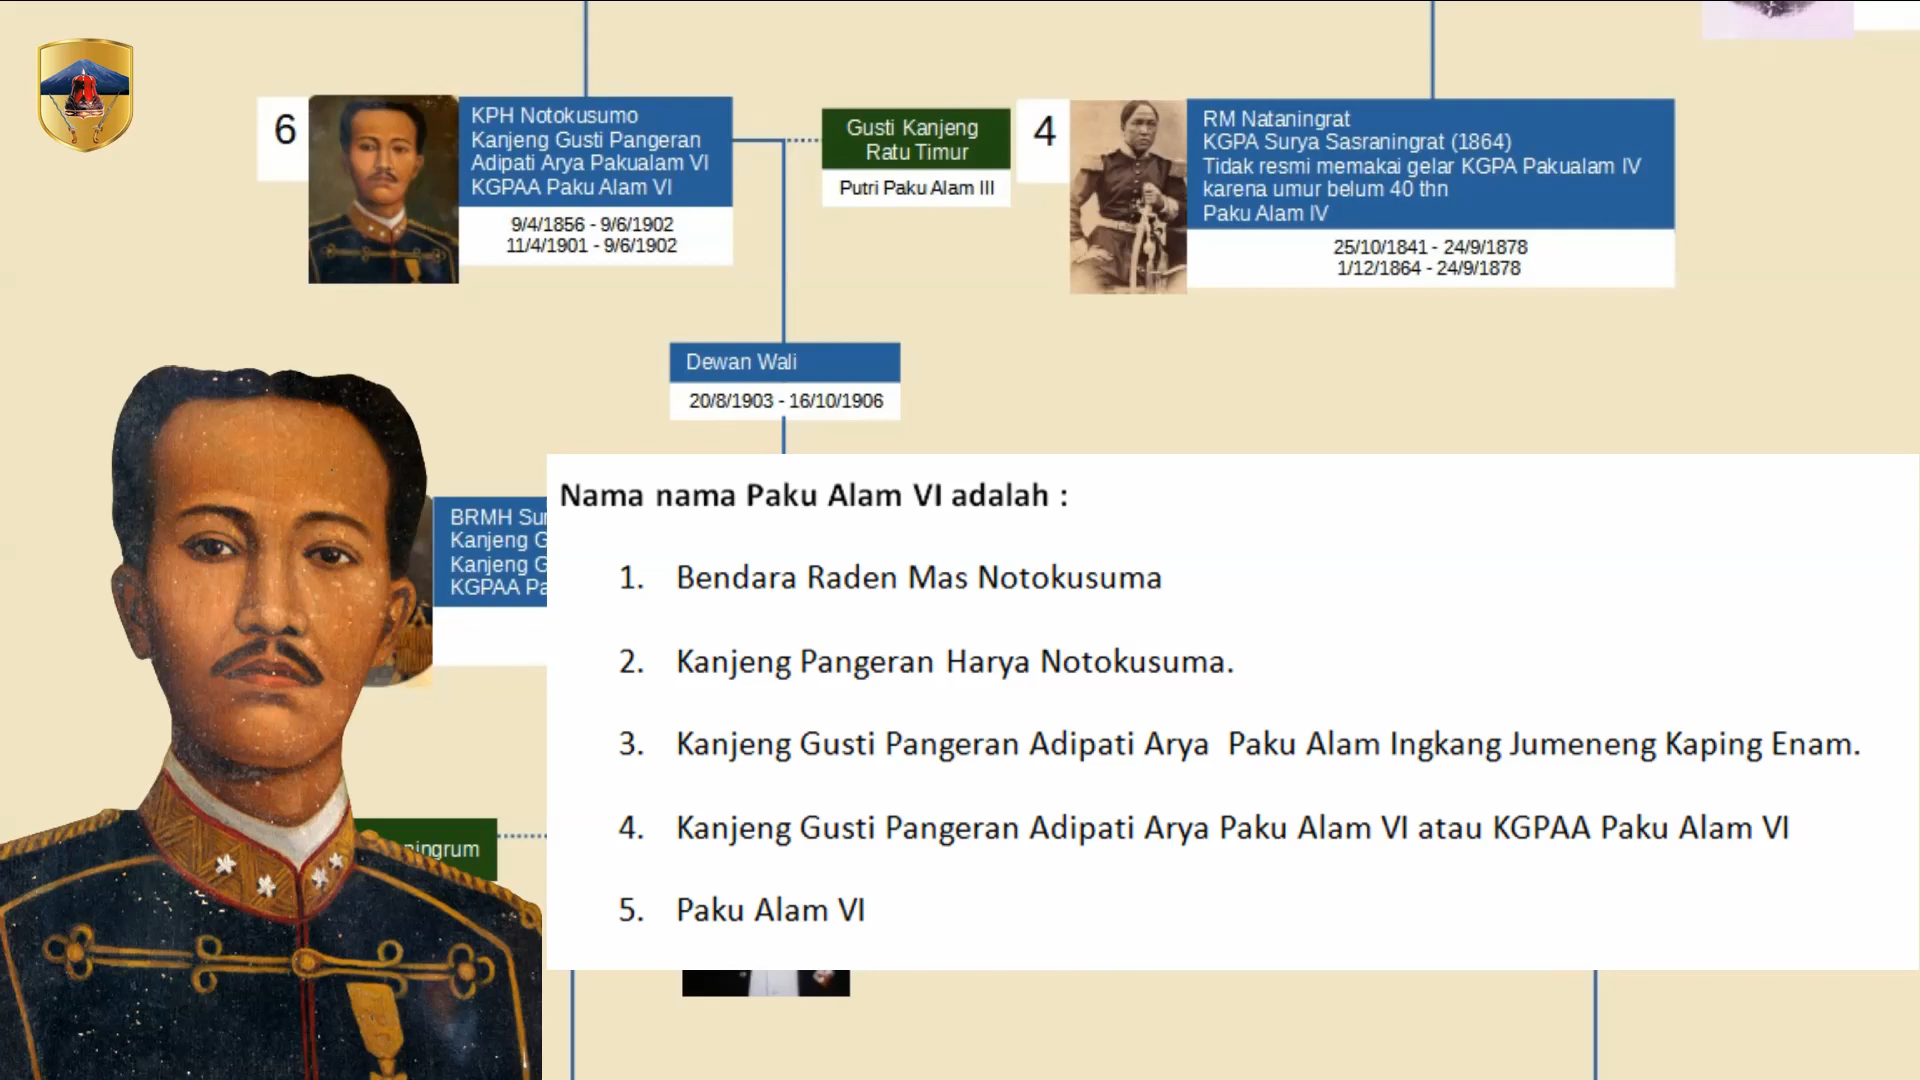 6
KPH Notokusumo
Kanjeng Gusti Pangeran
Adipati Arya Pakualam VI
KGPAA Paku Alam VI
9/4/1856 - 9/6/1902
11/4/1901 - 9/6/1902
Gusti Kanjeng
Ratu Timur
Putri Paku Alam III
4
RM Nataningrat
KGPA Surya Sasraningrat (1864)
Tidak resmi memakai gelar KGPA Pakualam IV
karena umur belum 40 thn
Paku Alam IV
25/10/1841 - 24/9/1878
1/12/1864 - 24/9/1878
Dewan Wali
20/8/1903 - 16/10/1906
BRMH
Kanjeng
Kanjeng
KGPAA
Nama nama Paku Alam VI adalah :
1. Bendara Raden Mas Notokusuma
2. Kanjeng Pangeran Harya Notokusuma.
3. Kanjeng Gusti Pangeran Adipati Arya  Paku Alam Ingkang Jumeneng Kaping Enam.
4. Kanjeng Gusti Pangeran Adipati Arya Paku Alam VI atau KGPAA Paku Alam VI
5. Paku Alam VI